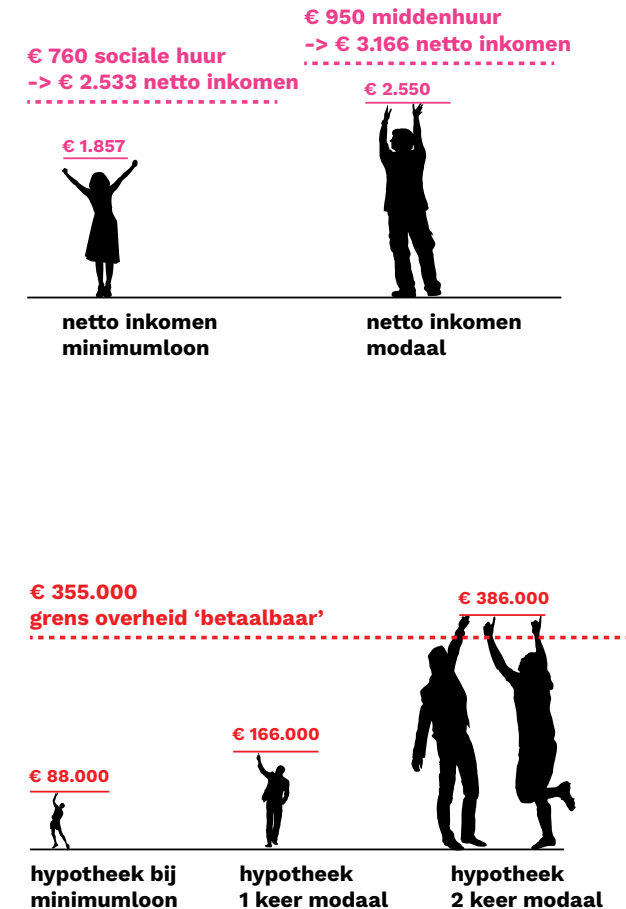 € 950 middenhuur
-> € 3.166 netto inkomen
€ 760 sociale huur
-> € 2.533 netto inkomen
€ 2.550
€ 1.857
netto inkomen
minimumloon
netto inkomen
modaal
€ 355.000
grens overheid ‘betaalbaar’
€ 386.000
€ 166.000
€ 88.000
hypotheek bij
minimumloon
hypotheek
1 keer modaal
hypotheek
2 keer modaal